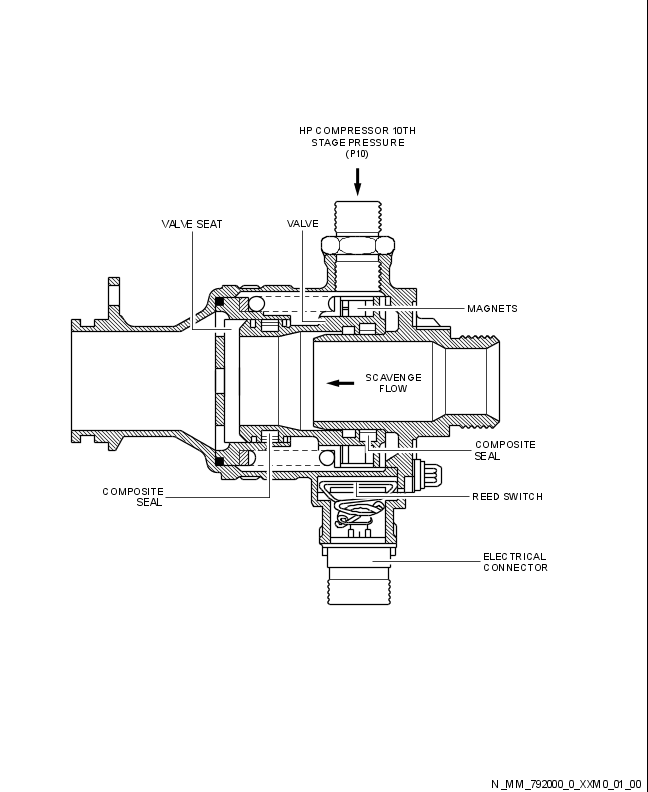 HP COMPRESSOR 10TH
STAGE PRESSURE
(P10)
VALVE SEAT
VALVE
MAGNETS
SCAVENGE
FLOW
COMPOSITE
SEAL
COMPOSITE
SEAL
REED SWITCH
ELECTRICAL
CONNECTOR
N_MM_792000_0_XXM0_01_00